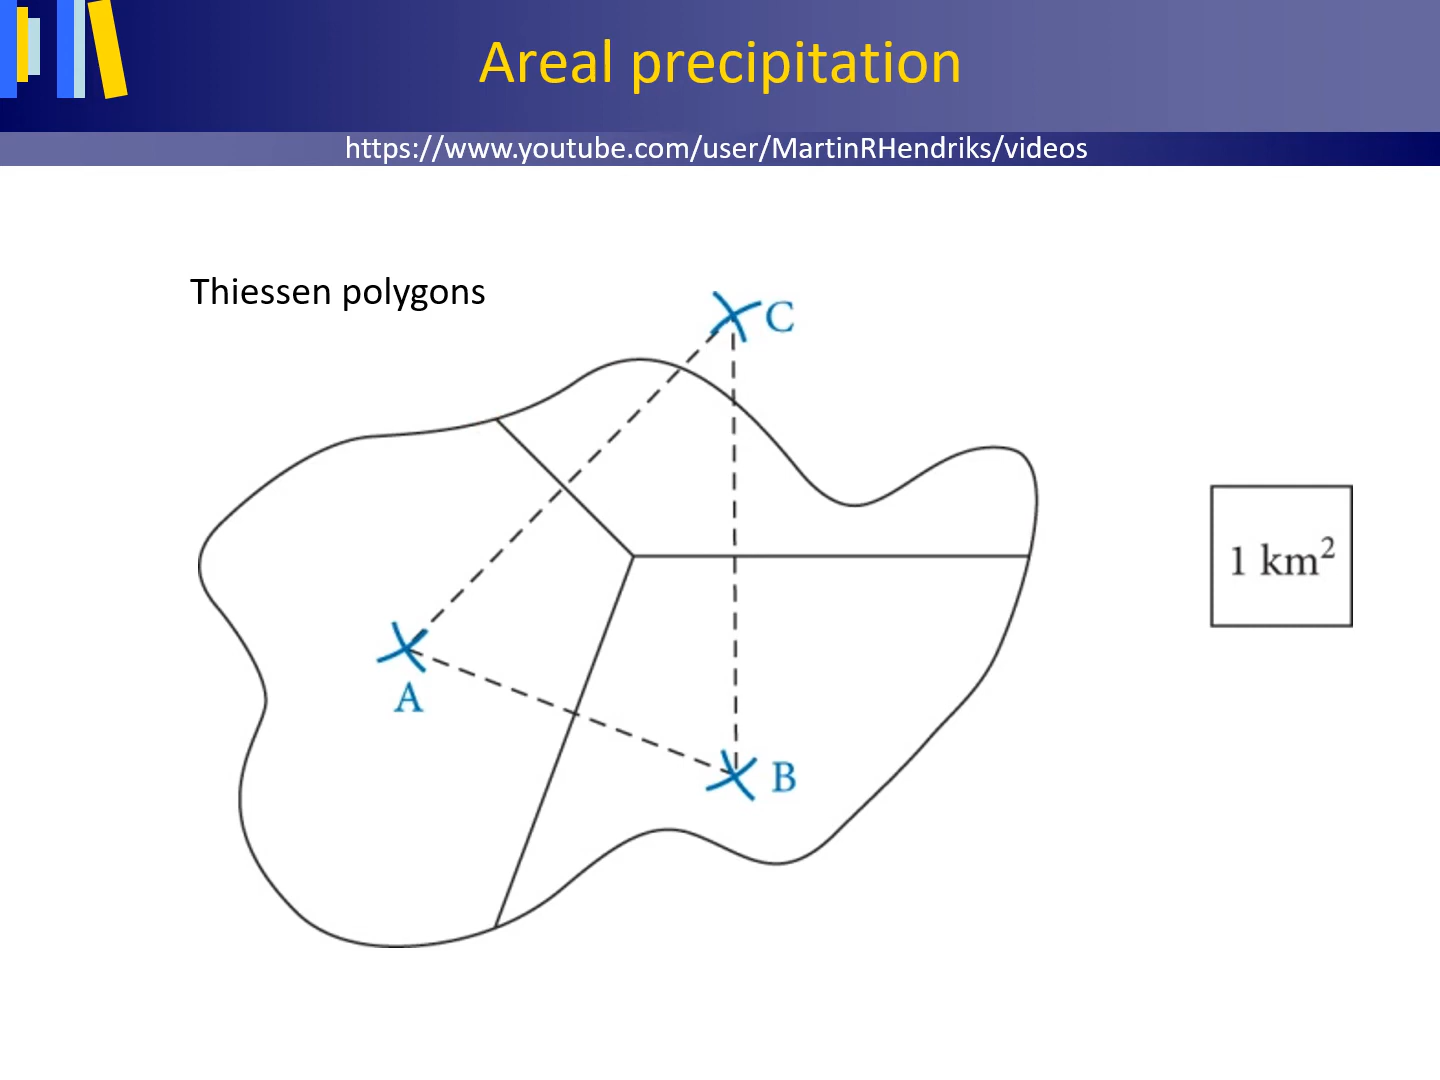 Areal precipitation
https://www.youtube.com/user/MartinRHendriks/videos
Thiessen polygons
C
1 km²
A
B